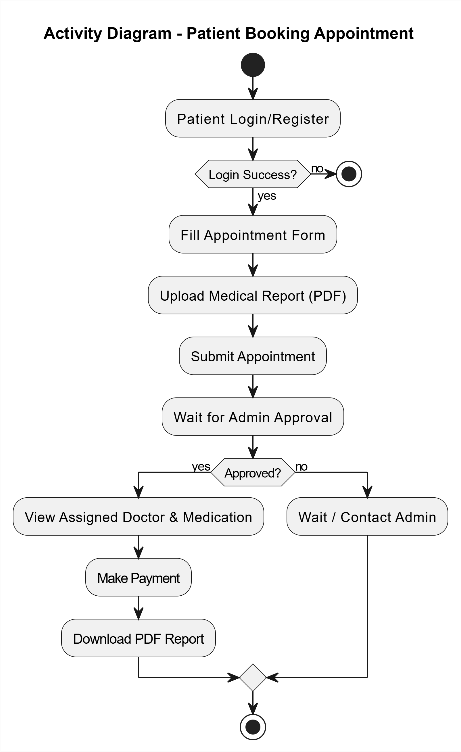 Activity Diagram - Patient Booking Appointment
Patient Login/Register
Login Success?
no
yes
Fill Appointment Form
Upload Medical Report (PDF)
Submit Appointment
Wait for Admin Approval
yes
Approved?
no
View Assigned Doctor & Medication
Wait / Contact Admin
Make Payment
Download PDF Report